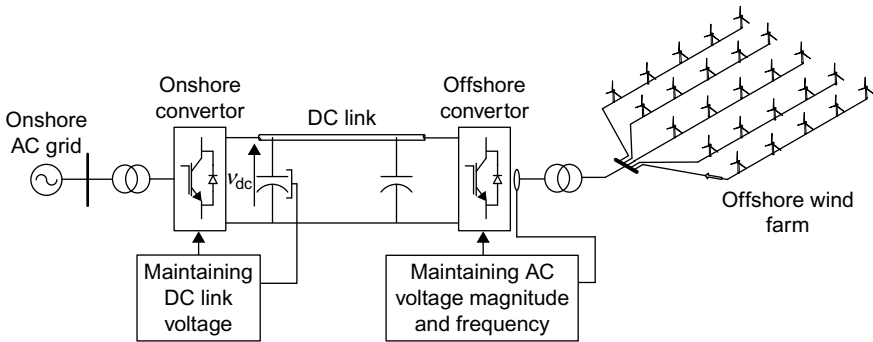 Onshore
AC grid
Onshore
convertor
DC link
Offshore
convertor
v_dc
Offshore wind
farm
Maintaining
DC link
voltage
Maintaining AC
voltage magnitude
and frequency